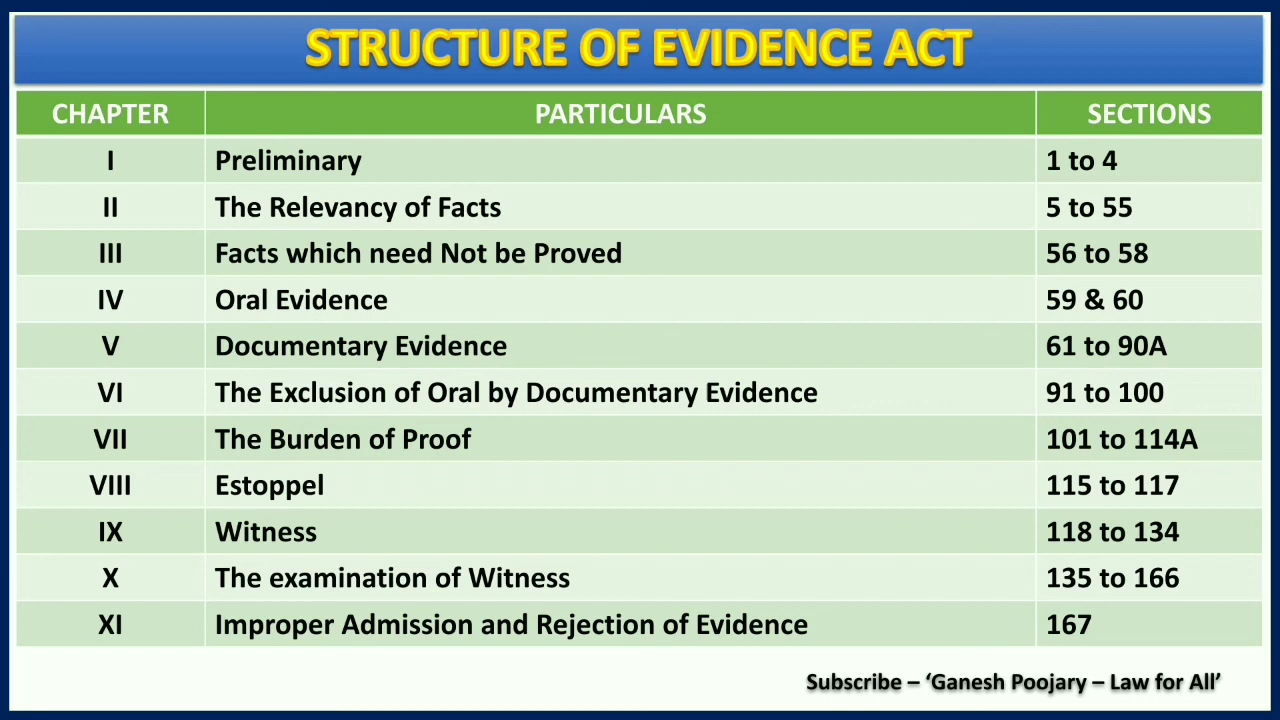 STRUCTURE OF EVIDENCE ACT
CHAPTER PARTICULARS SECTIONS
I Preliminary 1 to 4
II The Relevancy of Facts 5 to 55
III Facts which need Not be Proved 56 to 58
IV Oral Evidence 59 & 60
V Documentary Evidence 61 to 90A
VI The Exclusion of Oral by Documentary Evidence 91 to 100
VII The Burden of Proof 101 to 114A
VIII Estoppel 115 to 117
IX Witness 118 to 134
X The examination of Witness 135 to 166
XI Improper Admission and Rejection of Evidence 167
Subscribe – ‘Ganesh Poojary – Law for All’